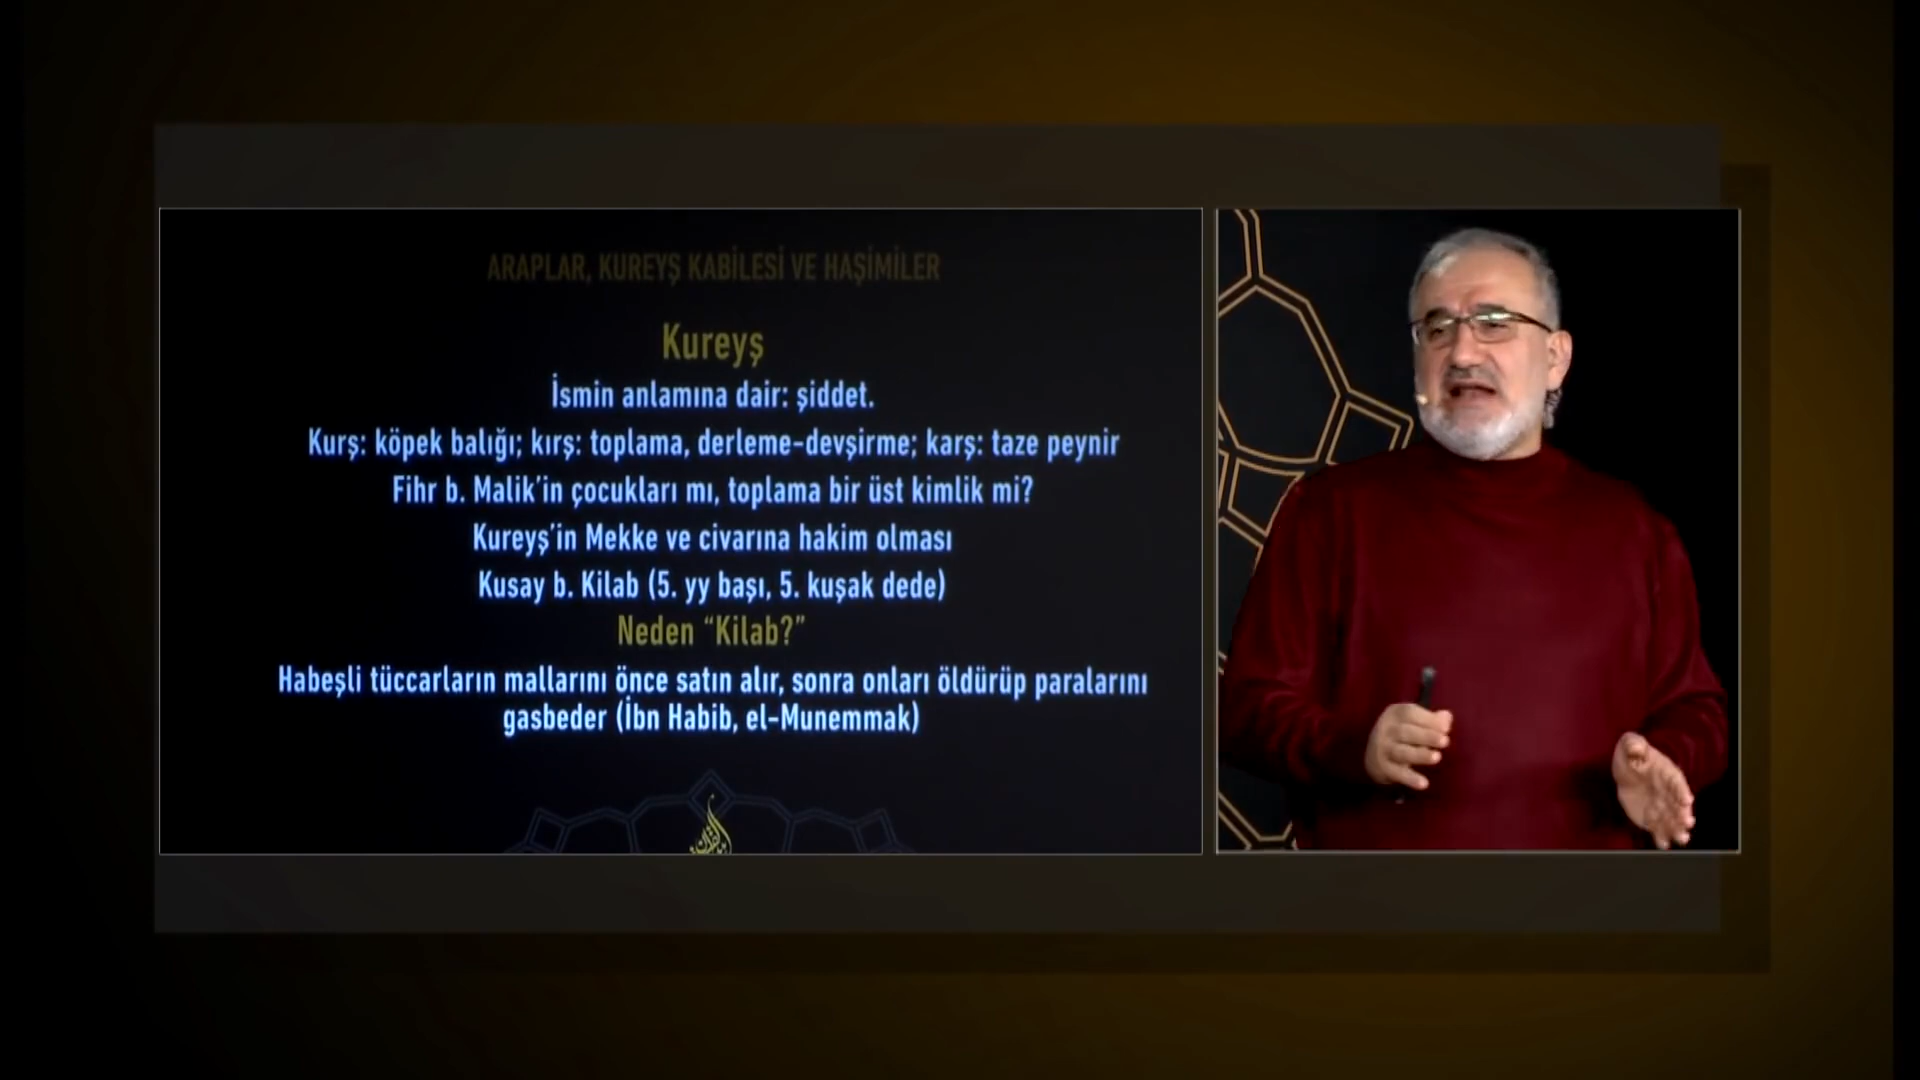 ARAPLAR, KUREYŞ KABİLESİ VE HAŞİMİLER
Kureyş
İsmin anlamına dair: şiddet.
Kurş: köpek balığı; kırş: toplama, derleme-devşirme; karş: taze peynir
Fihr b. Malik'in çocukları mı, toplama bir üst kimlik mi?
Kureyş'in Mekke ve civarına hakim olması
Kusay b. Kilab (5. yy başı, 5. kuşak dede)
Neden “Kilab?”
Habeşli tüccarların mallarını önce satın alır, sonra onları öldürüp paralarını
gasbeder (İbn Habib, el-Munemmak)